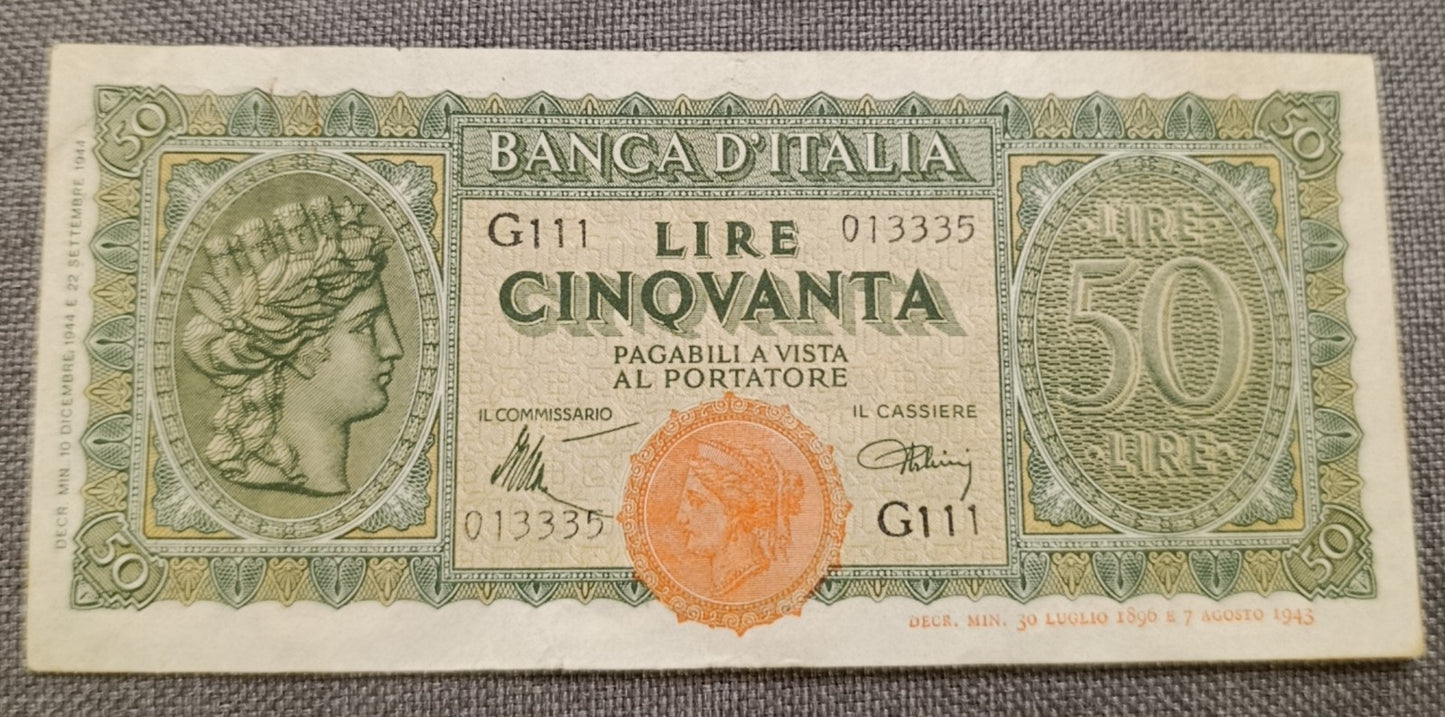 50
50
BANCA D'ITALIA
G111
013335
LIRE
CINQVANTA
PAGABILI A VISTA
AL PORTATORE
IL COMMISSARIO
IL CASSIERE
013335
G111
LIRE
50
LIRE
50
50
DECR. MIN. 10 DICEMBRE, 1944 E 22 SETTEMBRE 1944
DECR. MIN. 30 LUGLIO 1896 E 7 AGOSTO 1943